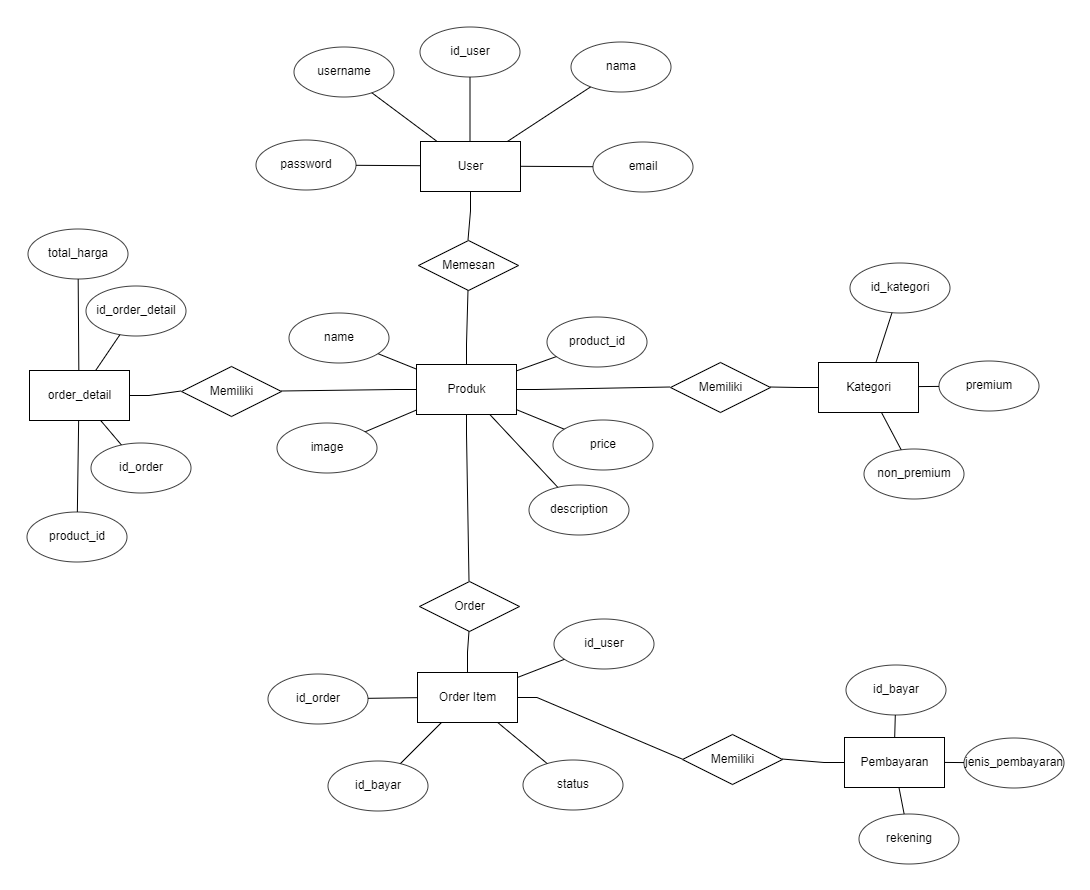 id_user
nama
username
password
User
email
Memesan
total_harga
id_order_detail
id_kategori
name
product_id
order_detail
Memiliki
Produk
Memiliki
Kategori
premium
image
price
id_order
non_premium
description
product_id
Order
id_user
id_order
Order Item
id_bayar
id_bayar
status
Memiliki
Pembayaran
jenis_pembayaran
rekening